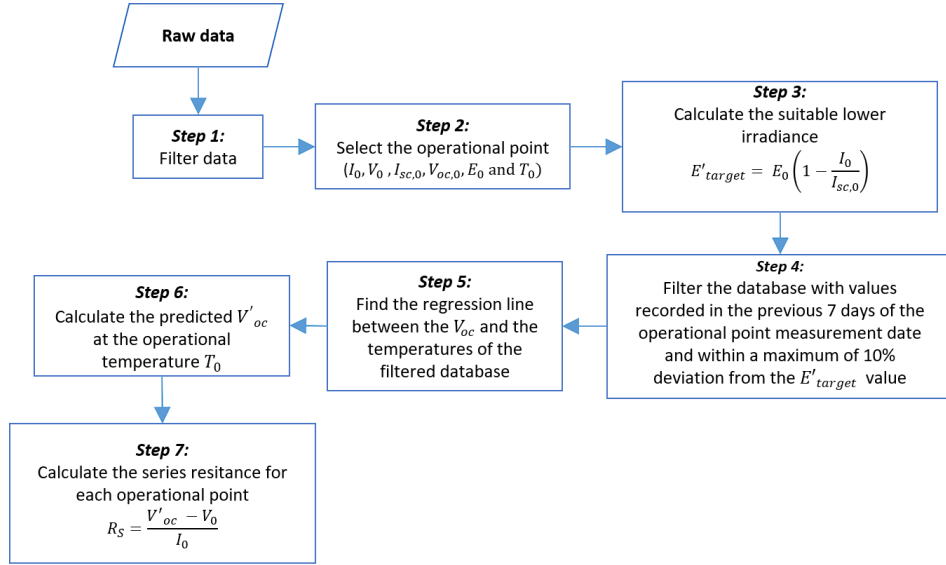 Raw data
Step 1:
Filter data
Step 2:
Select the operational point
(I₀, V₀ , Isc,0, Voc,0, E₀ and T₀)
Step 3:
Calculate the suitable lower
irradiance
E'target = E₀ (1 − I₀/Isc,0)
Step 4:
Filter the database with values
recorded in the previous 7 days of the
operational point measurement date
and within a maximum of 10%
deviation from the E'target value
Step 5:
Find the regression line
between the Voc and the
temperatures of the
filtered database
Step 6:
Calculate the predicted V'oc
at the operational
temperature T₀
Step 7:
Calculate the series resitance for
each operational point
RS = (V'oc − V₀)/I₀